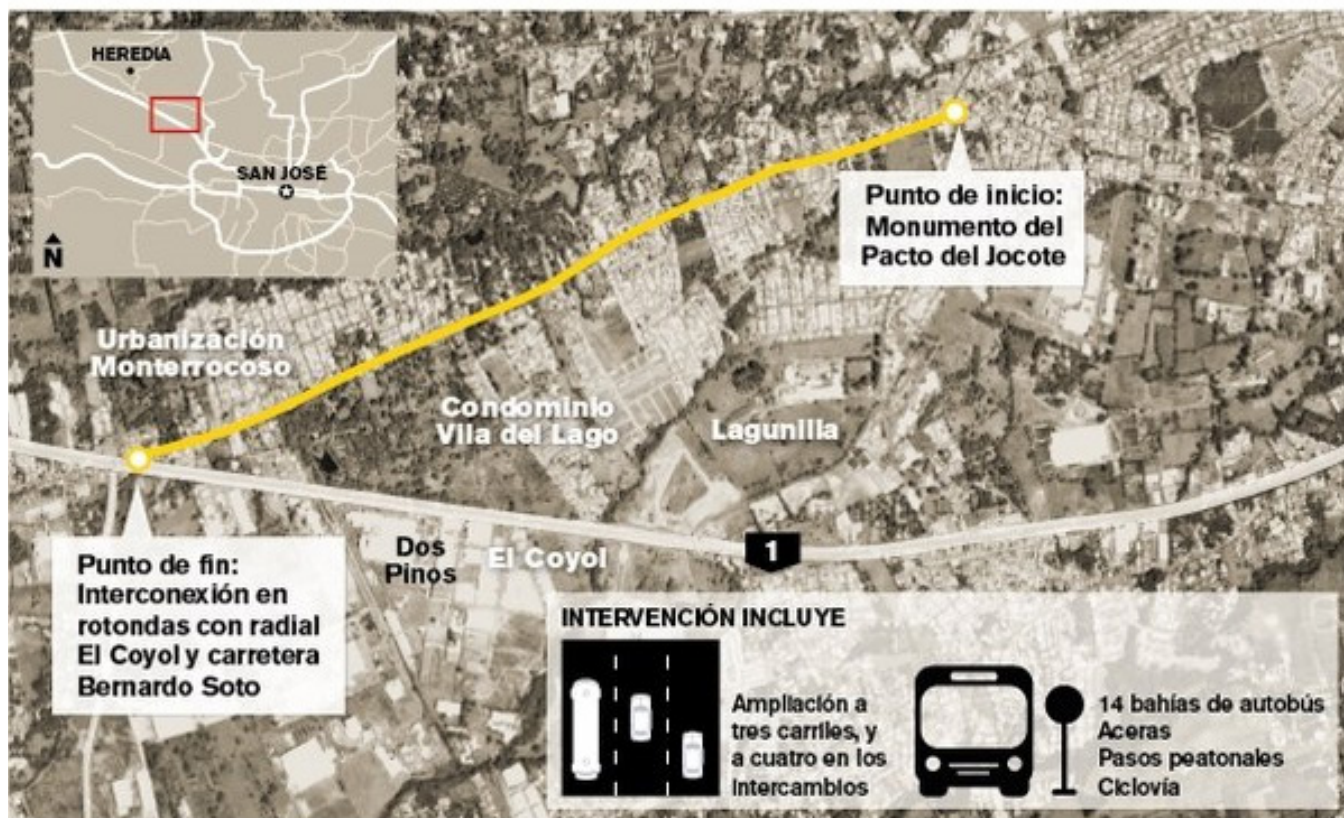 HEREDIA
SAN JOSÉ
N
Punto de inicio:
Monumento del
Pacto del Jocote
Urbanización
Monterrocoso
Condominio
Vila del Lago
Lagunilla
Punto de fin:
Interconexión en
rotondas con radial
El Coyol y carretera
Bernardo Soto
Dos
Pinos
El Coyol
1
INTERVENCIÓN INCLUYE
Ampliación a
tres carriles, y
a cuatro en los
intercambios
14 bahías de autobús
Aceras
Pasos peatonales
Ciclovía